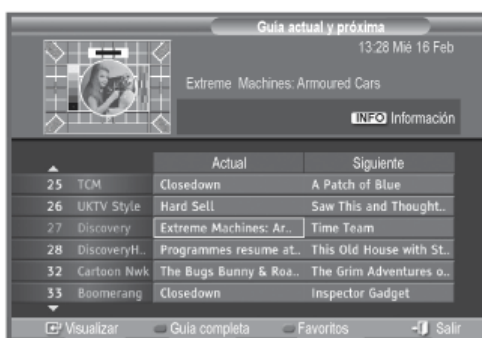 Guía actual y próxima
13:28 Mié 16 Feb
Extreme Machines: Armoured Cars
INFO Información
Actual Siguiente
25 TCM Closedown A Patch of Blue
26 UKTV Style Hard Sell Saw This and Thought..
27 Discovery Extreme Machines: Ar.. Time Team
28 DiscoveryH.. Programmes resume at.. This Old House with St..
32 Cartoon Nwk The Bugs Bunny & Roa.. The Grim Adventures o..
33 Boomerang Closedown Inspector Gadget
Visualizar Guía completa Favoritos Salir